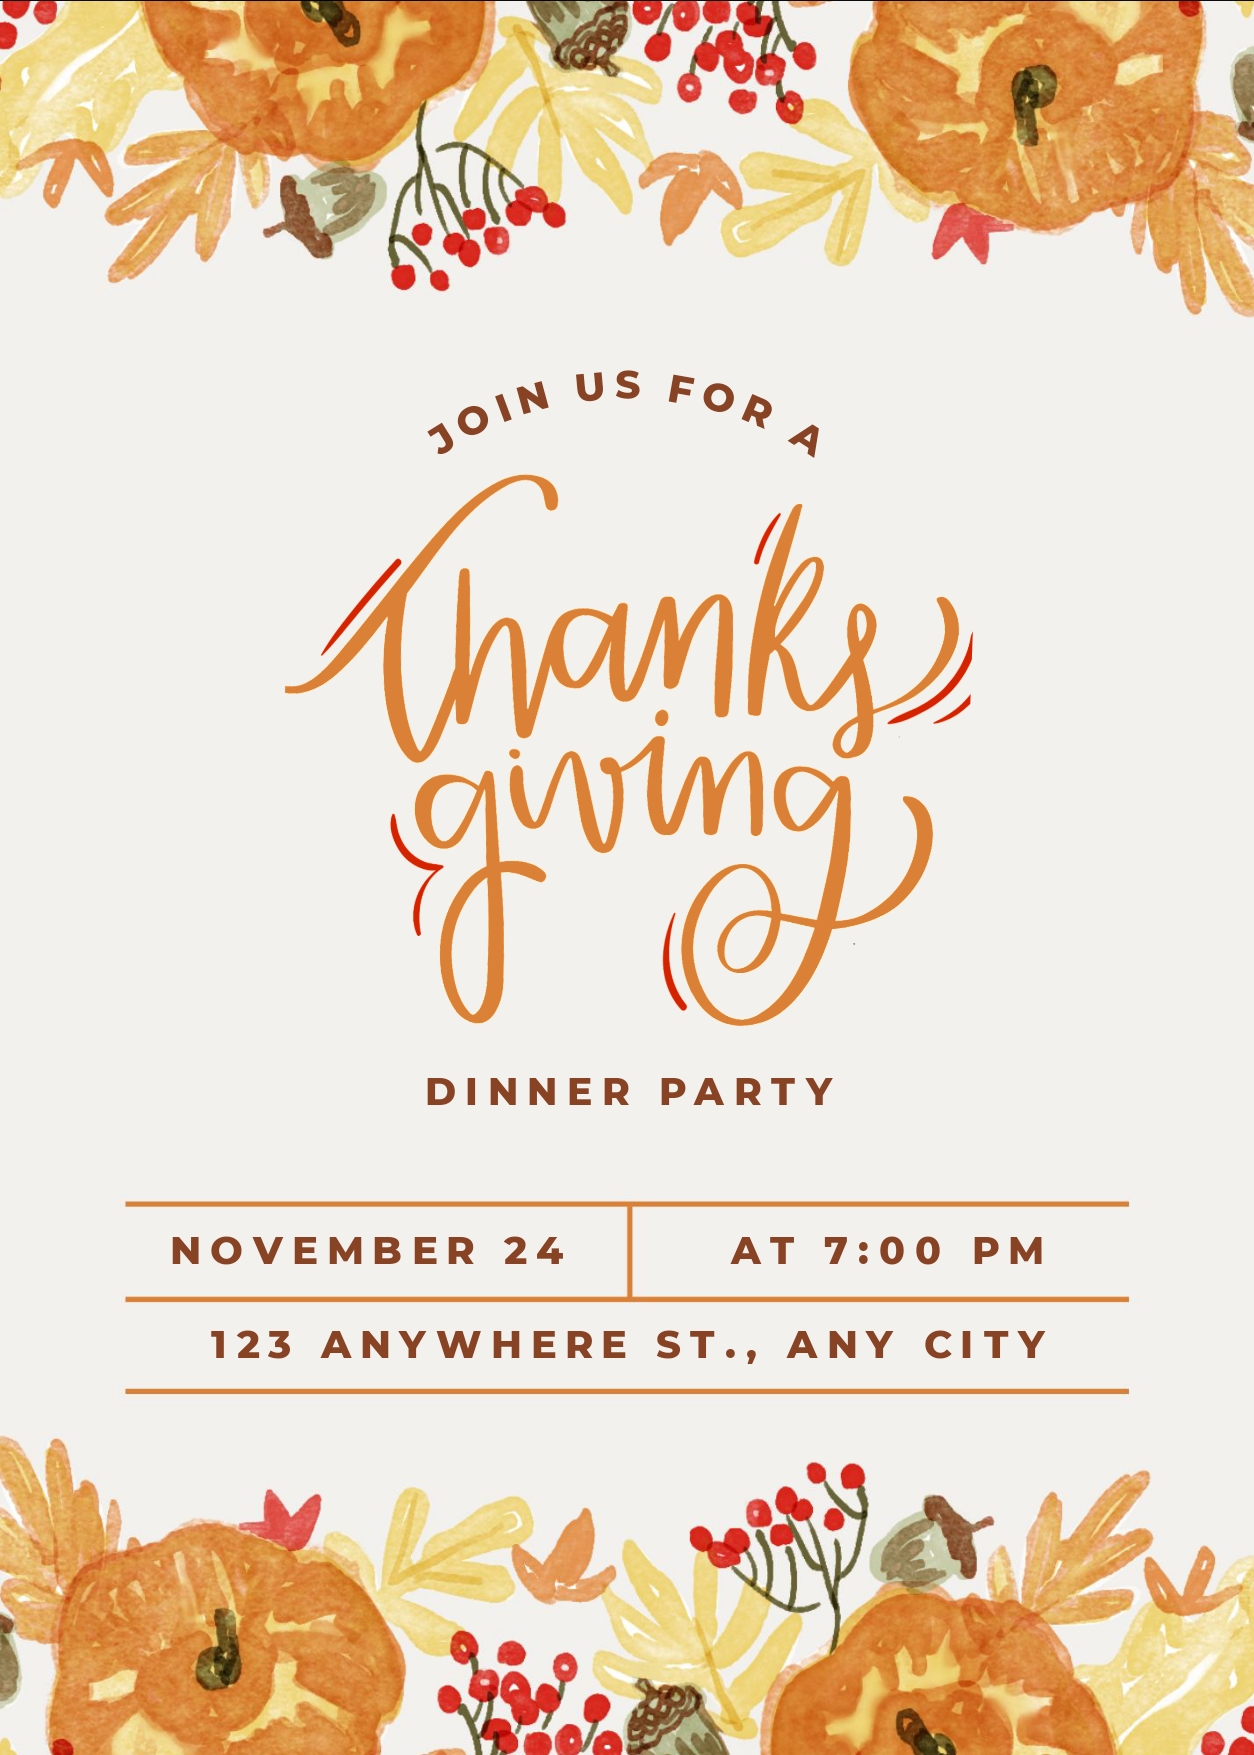 JOIN US FOR A
Thanks
giving
DINNER PARTY
NOVEMBER 24
AT 7:00 PM
123 ANYWHERE ST., ANY CITY